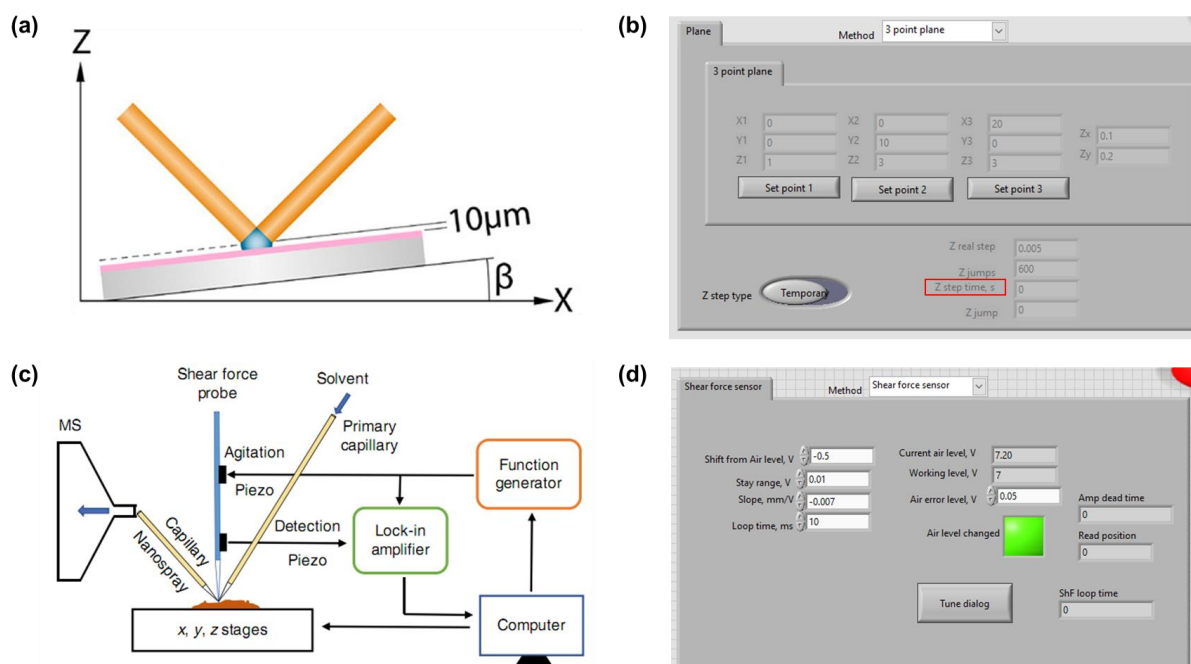 (a)
Z
10μm
β
X
(b)
Plane
Method 3 point plane
3 point plane
X1 0 X2 0 X3 20
Y1 0 Y2 10 Y3 0
Z1 1 Z2 3 Z3 3
Zx 0.1
Zy 0.2
Set point 1 Set point 2 Set point 3
Z real step 0.005
Z jumps 600
Z step time, s 0
Z jump 0
Z step type Temporary
(c)
Shear force
probe
Solvent
MS
Primary
capillary
Agitation
Piezo
Function
generator
Detection
Piezo
Lock-in
amplifier
Capillary
Nanospray
x, y, z stages
Computer
(d)
Shear force sensor
Method Shear force sensor
Shift from Air level, V -0.5
Stay range, V 0.01
Slope, mm/V -0.007
Loop time, ms 10
Current air level, V 7.20
Working level, V 7
Air error level, V 0.05
Air level changed
Amp dead time
0
Read position
0
Tune dialog
ShF loop time
0